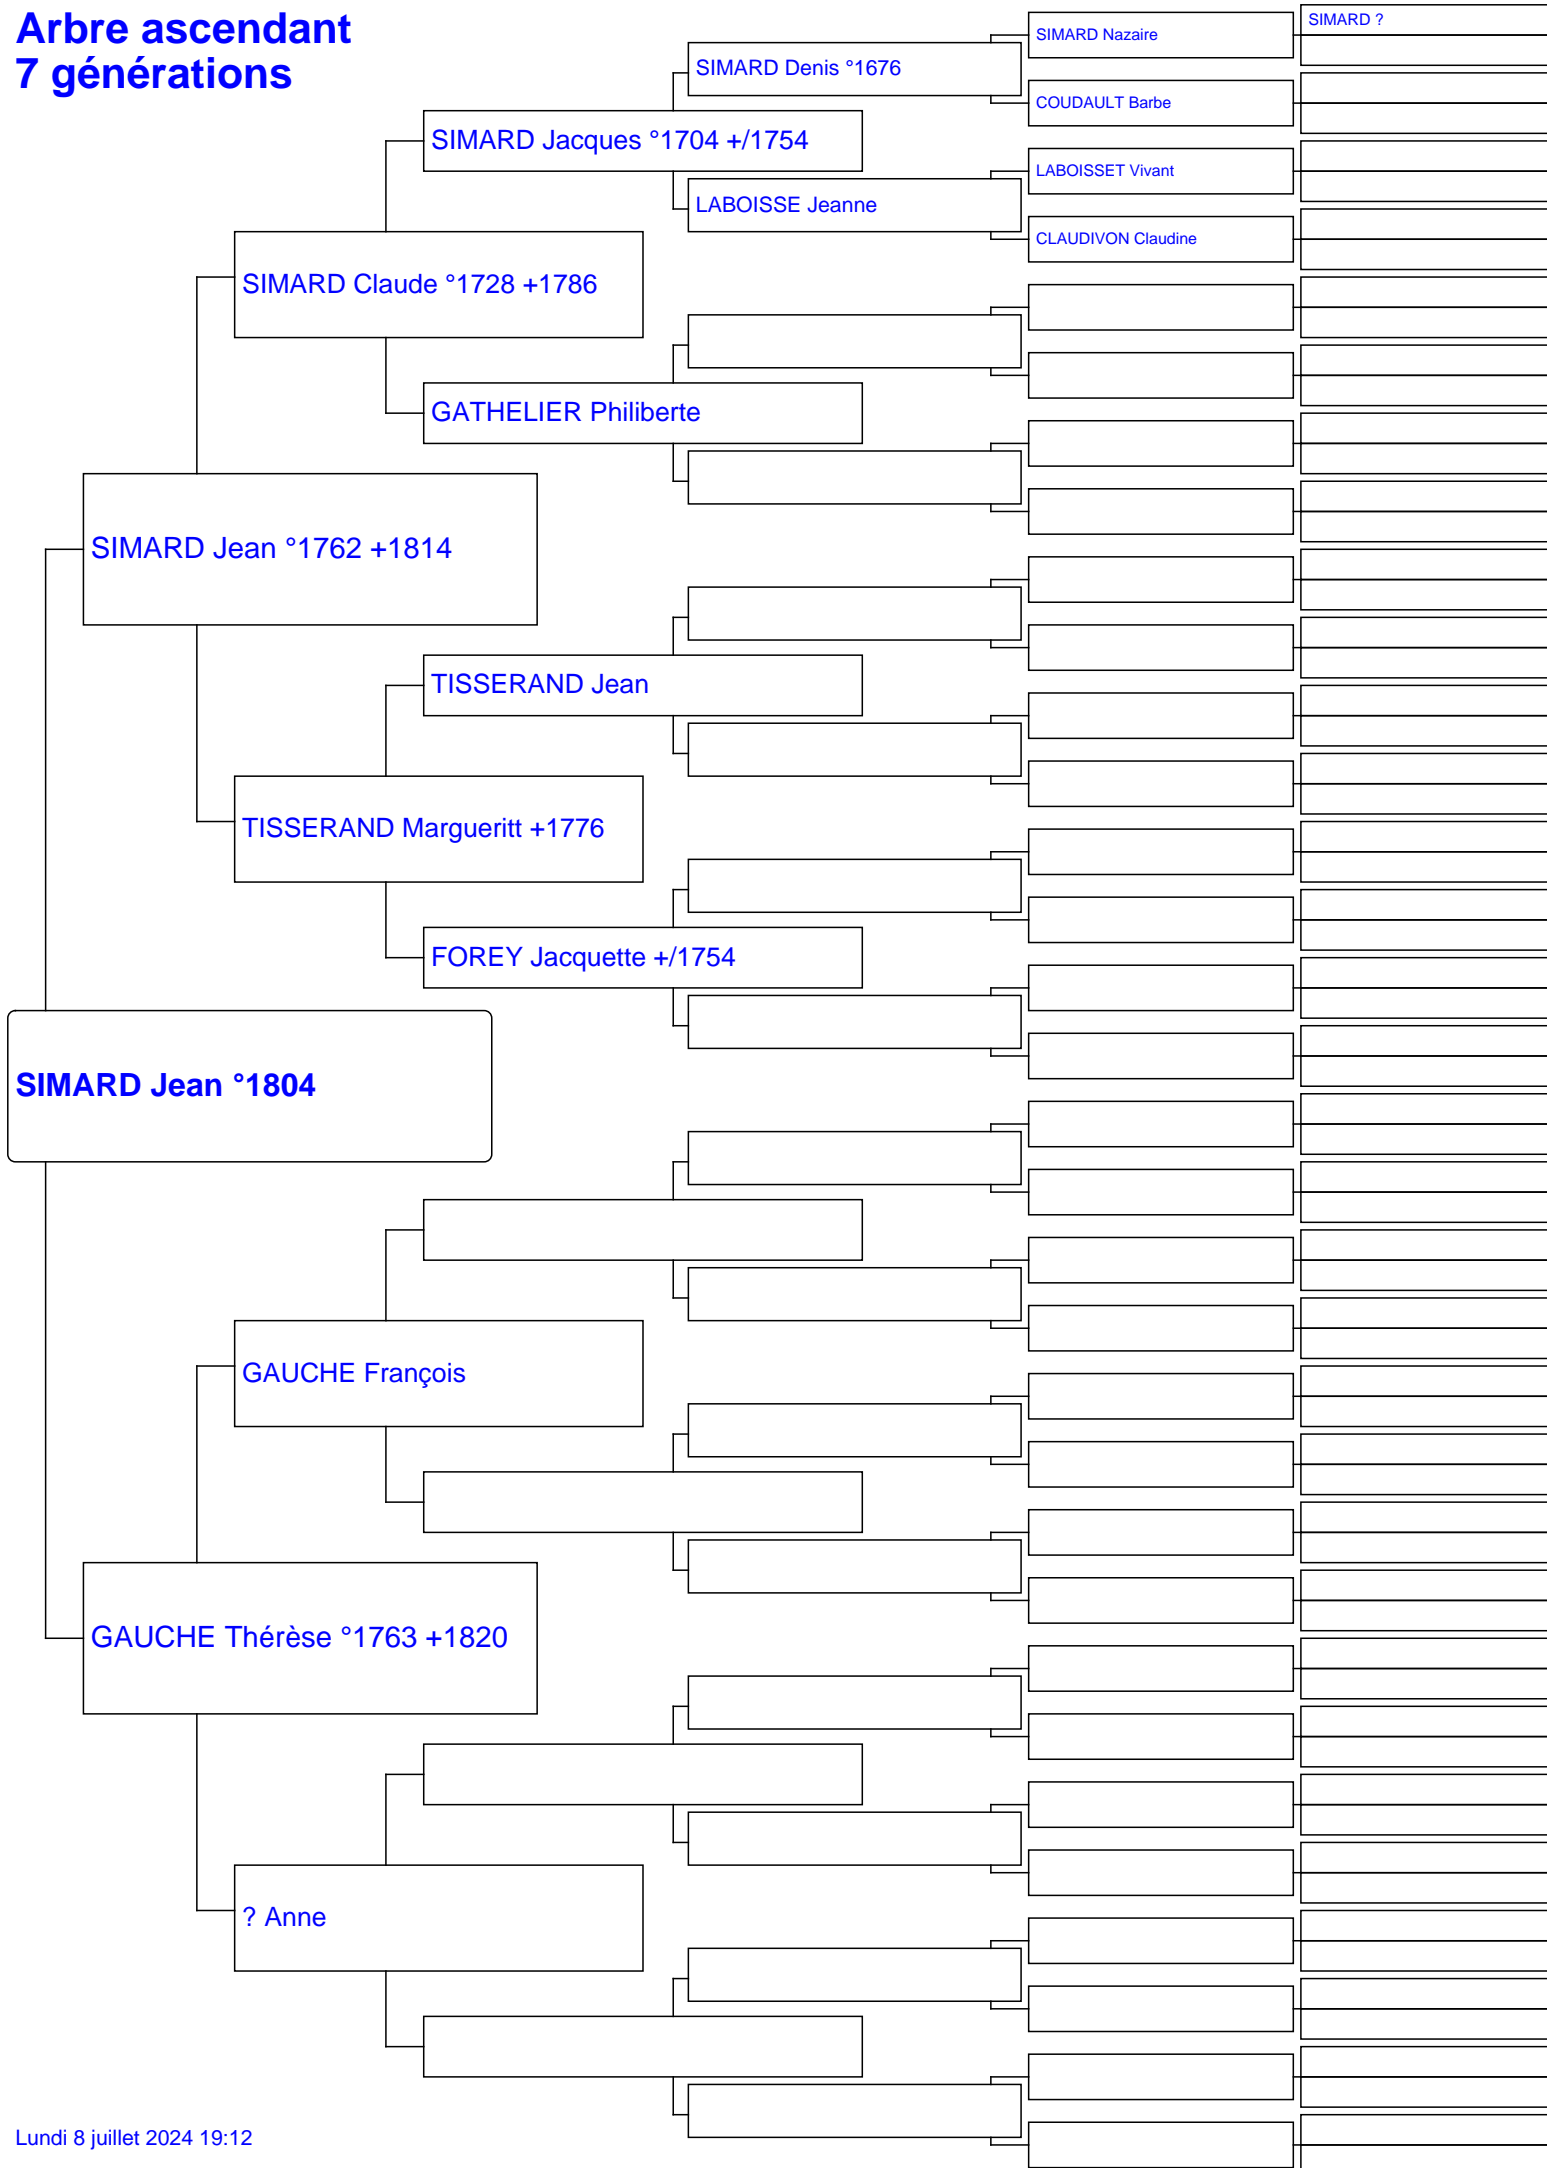 Arbre ascendant
7 générations
SIMARD ?
SIMARD Nazaire
SIMARD Denis °1676
COUDAULT Barbe
SIMARD Jacques °1704 +/1754
LABOISSET Vivant
LABOISSE Jeanne
CLAUDIVON Claudine
SIMARD Claude °1728 +1786
GATHELIER Philiberte
SIMARD Jean °1762 +1814
TISSERAND Jean
TISSERAND Margueritt +1776
FOREY Jacquette +/1754
SIMARD Jean °1804
GAUCHE François
GAUCHE Thérèse °1763 +1820
? Anne
Lundi 8 juillet 2024 19:12